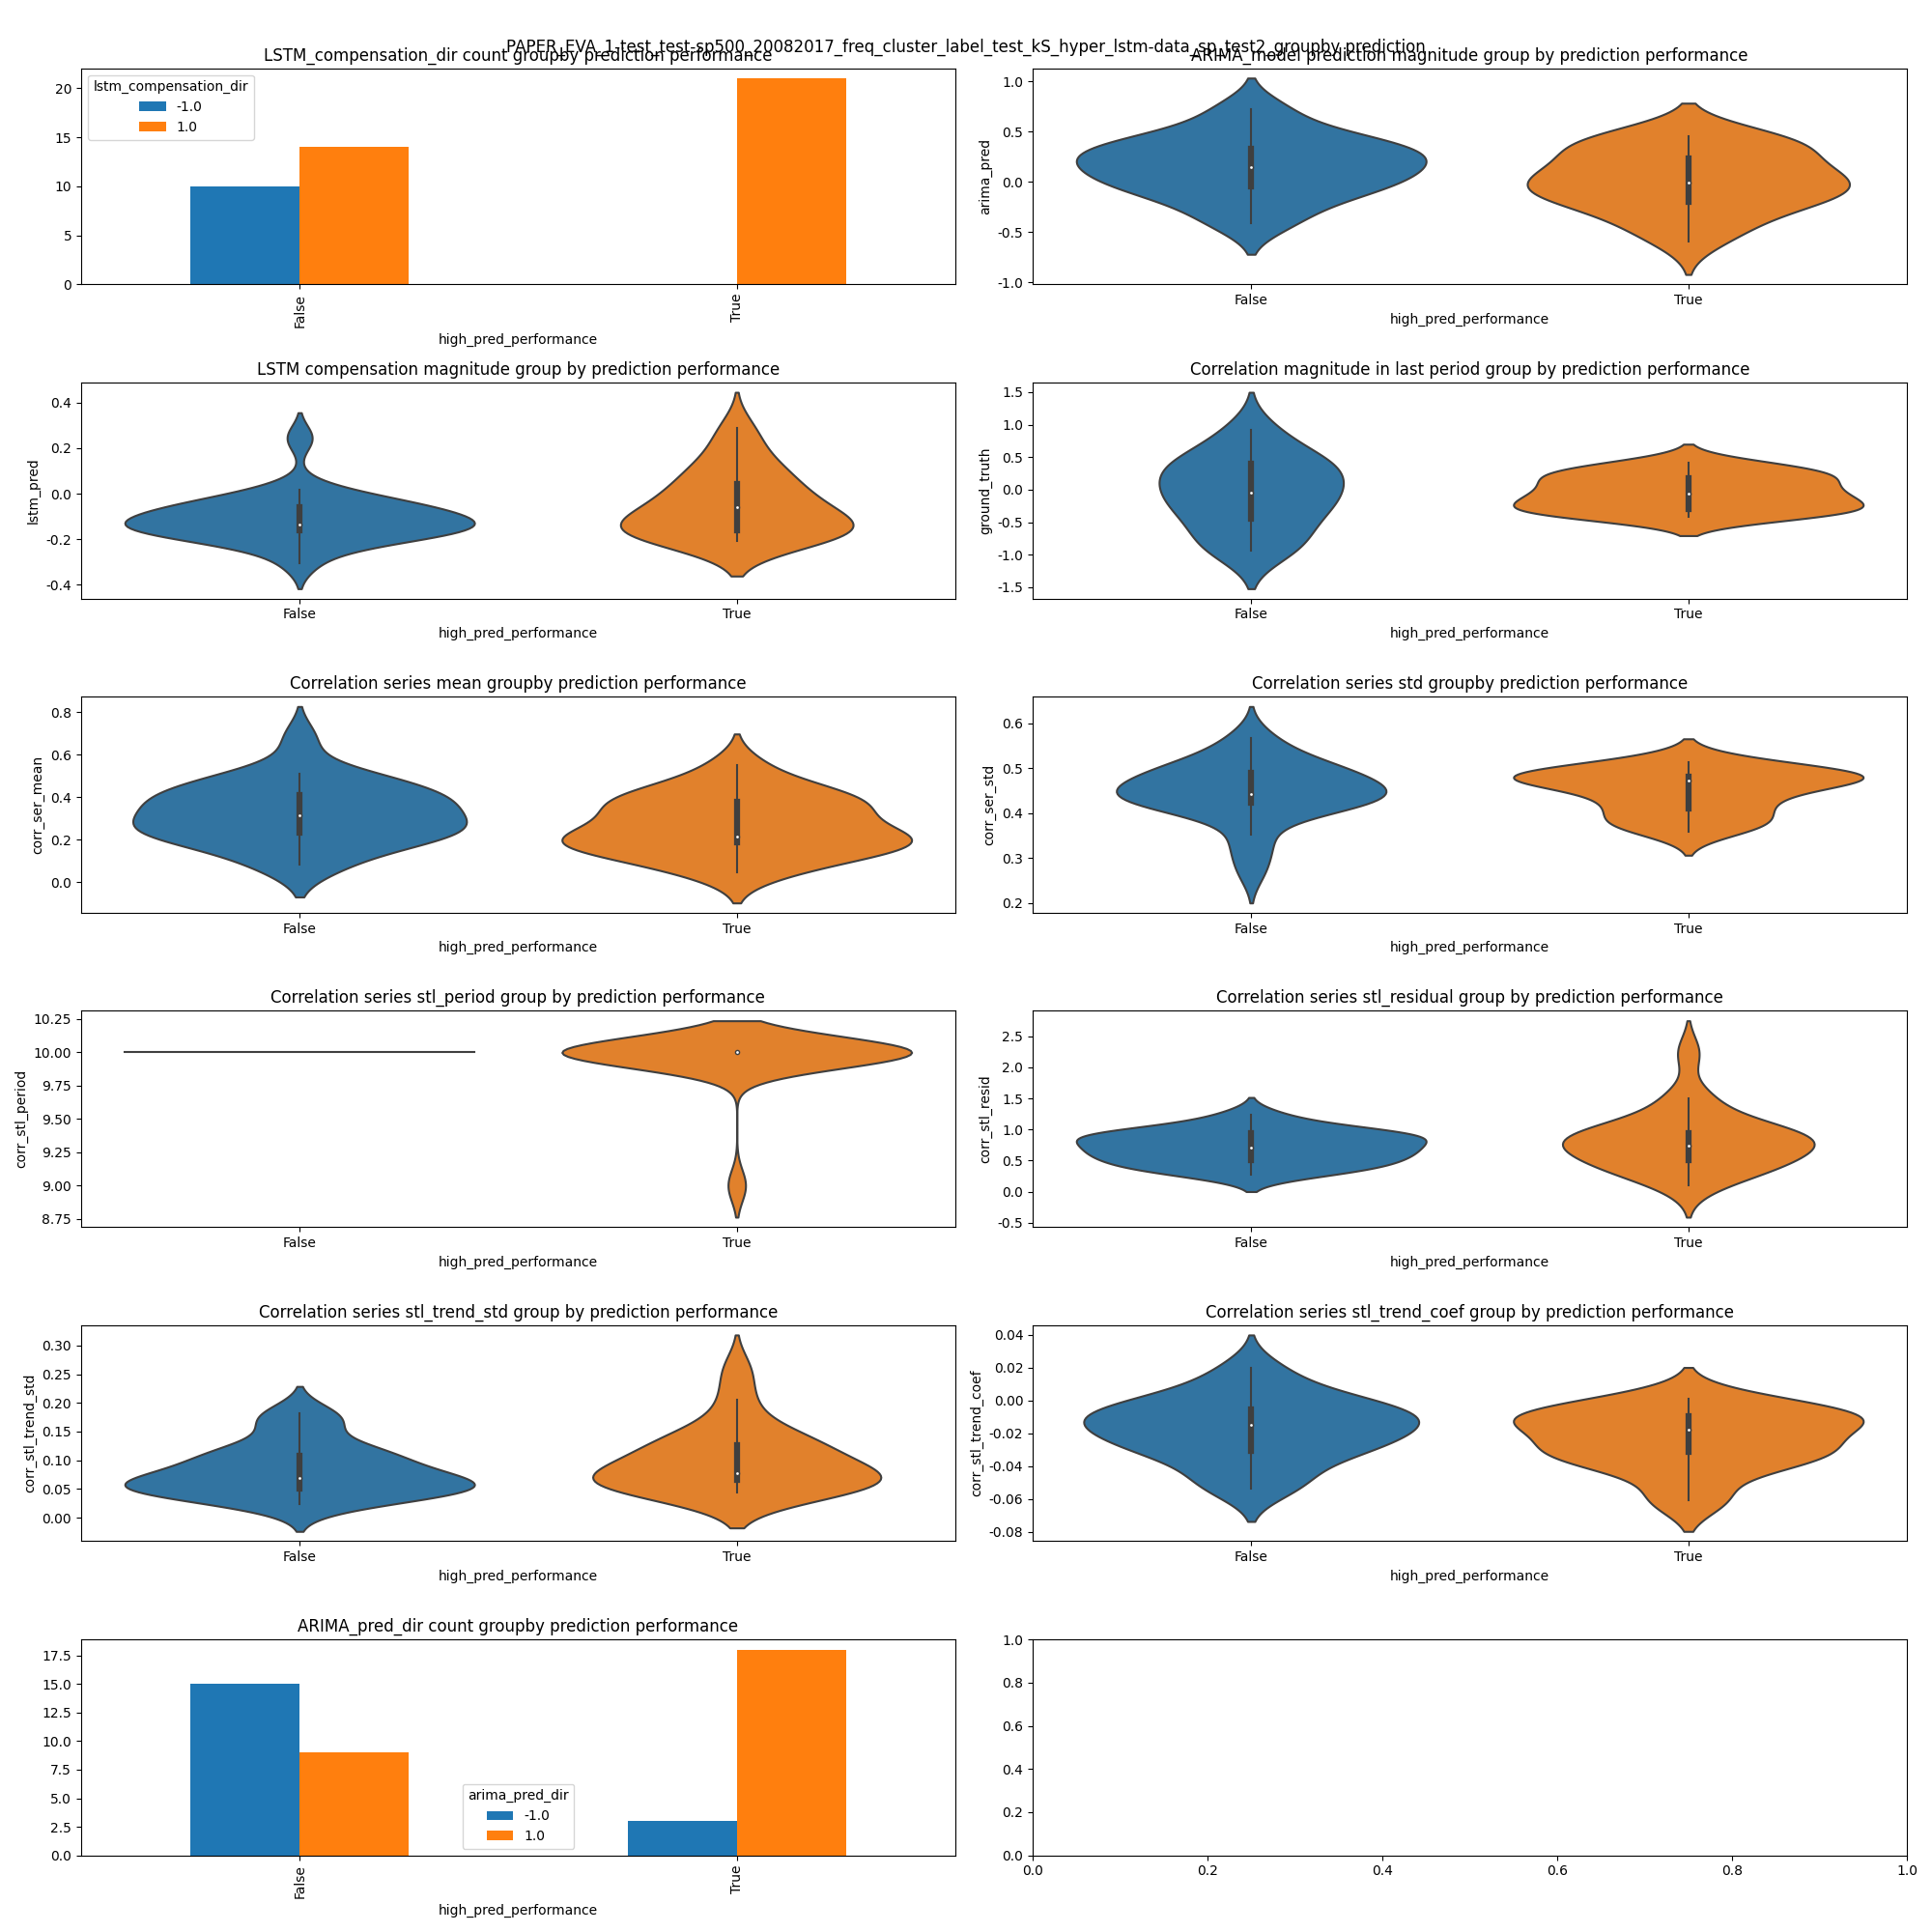 PAPER_EVA_1-test_test-sp500_20082017_freq_cluster_label_test_kS_hyper_lstm-data_sp_test2_groupby prediction
LSTM_compensation_dir count groupby prediction performance
lstm_compensation_dir
-1.0
1.0
20
15
10
5
0
False
True
high_pred_performance
ARIMA_model prediction magnitude group by prediction performance
arima_pred
1.0
0.5
0.0
-0.5
-1.0
False
True
high_pred_performance
LSTM compensation magnitude group by prediction performance
lstm_pred
0.4
0.2
0.0
-0.2
-0.4
False
True
high_pred_performance
Correlation magnitude in last period group by prediction performance
ground_truth
1.5
1.0
0.5
0.0
-0.5
-1.0
-1.5
False
True
high_pred_performance
Correlation series mean groupby prediction performance
corr_ser_mean
0.8
0.6
0.4
0.2
0.0
False
True
high_pred_performance
Correlation series std groupby prediction performance
corr_ser_std
0.6
0.5
0.4
0.3
0.2
False
True
high_pred_performance
Correlation series stl_period group by prediction performance
corr_stl_period
10.25
10.00
9.75
9.50
9.25
9.00
8.75
False
True
high_pred_performance
Correlation series stl_residual group by prediction performance
corr_stl_resid
2.5
2.0
1.5
1.0
0.5
0.0
-0.5
False
True
high_pred_performance
Correlation series stl_trend_std group by prediction performance
corr_stl_trend_std
0.30
0.25
0.20
0.15
0.10
0.05
0.00
False
True
high_pred_performance
Correlation series stl_trend_coef group by prediction performance
corr_stl_trend_coef
0.04
0.02
0.00
-0.02
-0.04
-0.06
-0.08
False
True
high_pred_performance
ARIMA_pred_dir count groupby prediction performance
17.5
15.0
12.5
10.0
7.5
5.0
2.5
0.0
arima_pred_dir
-1.0
1.0
False
True
high_pred_performance
1.0
0.8
0.6
0.4
0.2
0.0
0.0
0.2
0.4
0.6
0.8
1.0